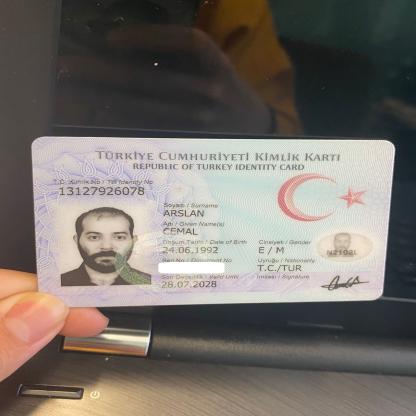 TÜRKİYE CUMHURİYETİ KİMLİK KARTI
REPUBLIC OF TURKEY IDENTITY CARD
T.C. Kimlik No / TR Identity No
13127926078
Soyadı / Surname
ARSLAN
Adı / Given Name(s)
CEMAL
Doğum Tarihi / Date of Birth
24.06.1992
Cinsiyet / Gender
E / M
Seri No / Document No
Uyruğu / Nationality
T.C./TUR
Son Geçerlilik / Valid Until
28.07.2028
İmzası / Signature